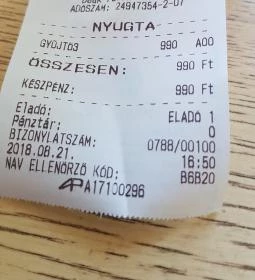 ADÓSZÁM: 24947354-2-07
NYUGTA
GYŰJTŐ3 990 A00
ÖSSZESEN: 990 Ft
KÉSZPÉNZ: 990 Ft
Eladó: ELADÓ 1
Pénztár: 0
BIZONYLATSZÁM: 0788/00100
2018.08.21. 16:50
NAV ELLENŐRZŐ KÓD: B6B20
AP A17100296